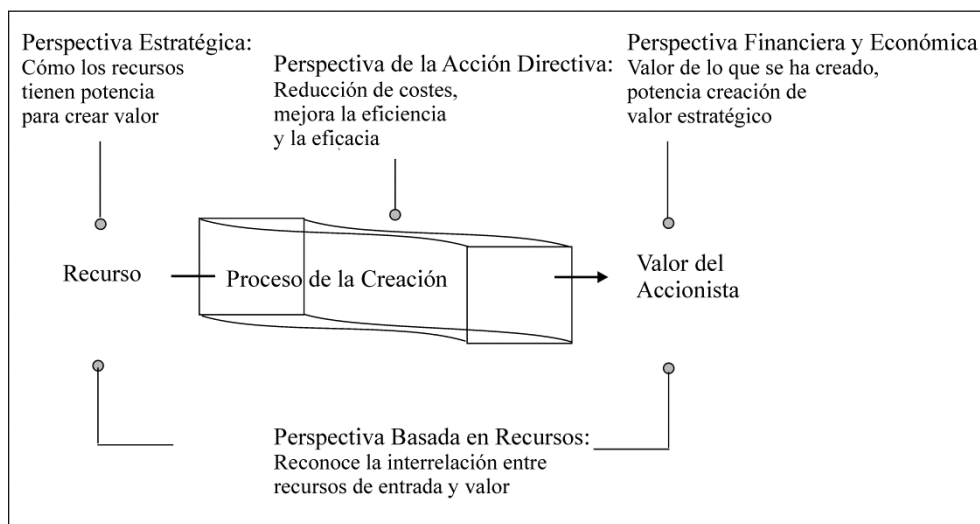 Perspectiva Estratégica:
Cómo los recursos
tienen potencia
para crear valor
Perspectiva de la Acción Directiva:
Reducción de costes,
mejora la eficiencia
y la eficacia
Perspectiva Financiera y Económica
Valor de lo que se ha creado,
potencia creación de
valor estratégico
Recurso
Proceso de la Creación
Valor del
Accionista
Perspectiva Basada en Recursos:
Reconoce la interrelación entre
recursos de entrada y valor